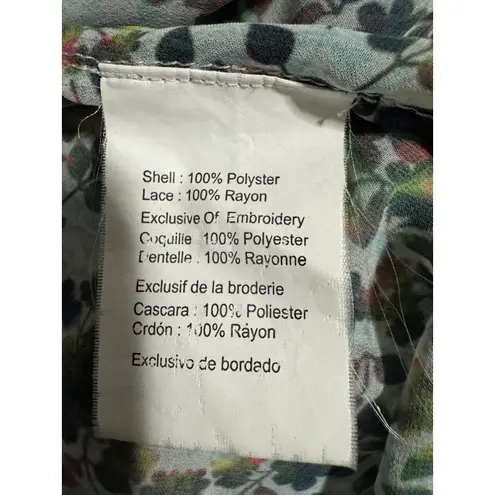 Shell : 100% Polyster
Lace : 100% Rayon
Exclusive Of Embroidery
Coquille : 100% Polyester
Dentelle : 100% Rayonne
Exclusif de la broderie
Cascara : 100% Poliester
Crdón : 100% Ráyon
Exclusivo de bordado